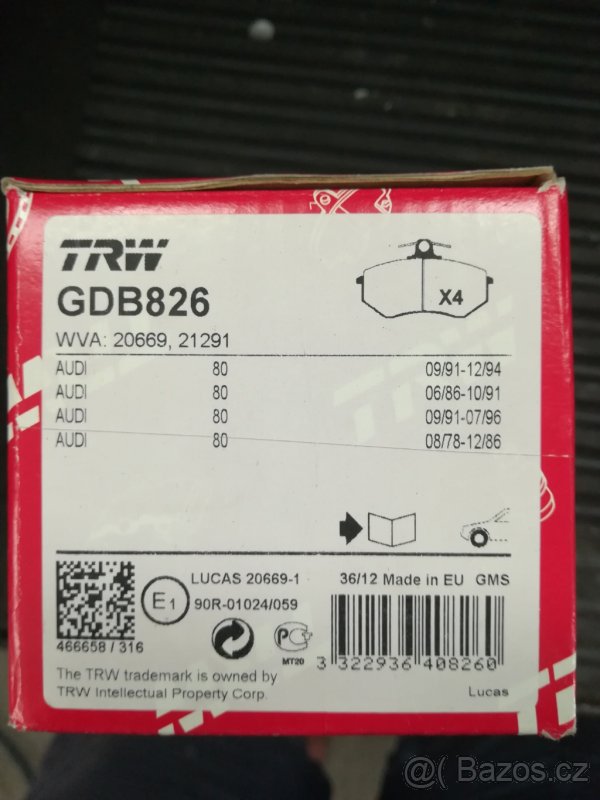 TRW
GDB826
X4
WVA: 20669, 21291
AUDI 80 09/91-12/94
AUDI 80 06/86-10/91
AUDI 80 09/91-07/96
AUDI 80 08/78-12/86
LUCAS 20669-1
36/12 Made in EU GMS
E1
90R-01024/059
466658 / 316
MT20
3 322936 408260
The TRW trademark is owned by
TRW Intellectual Property Corp.
Lucas
@( Bazos.cz